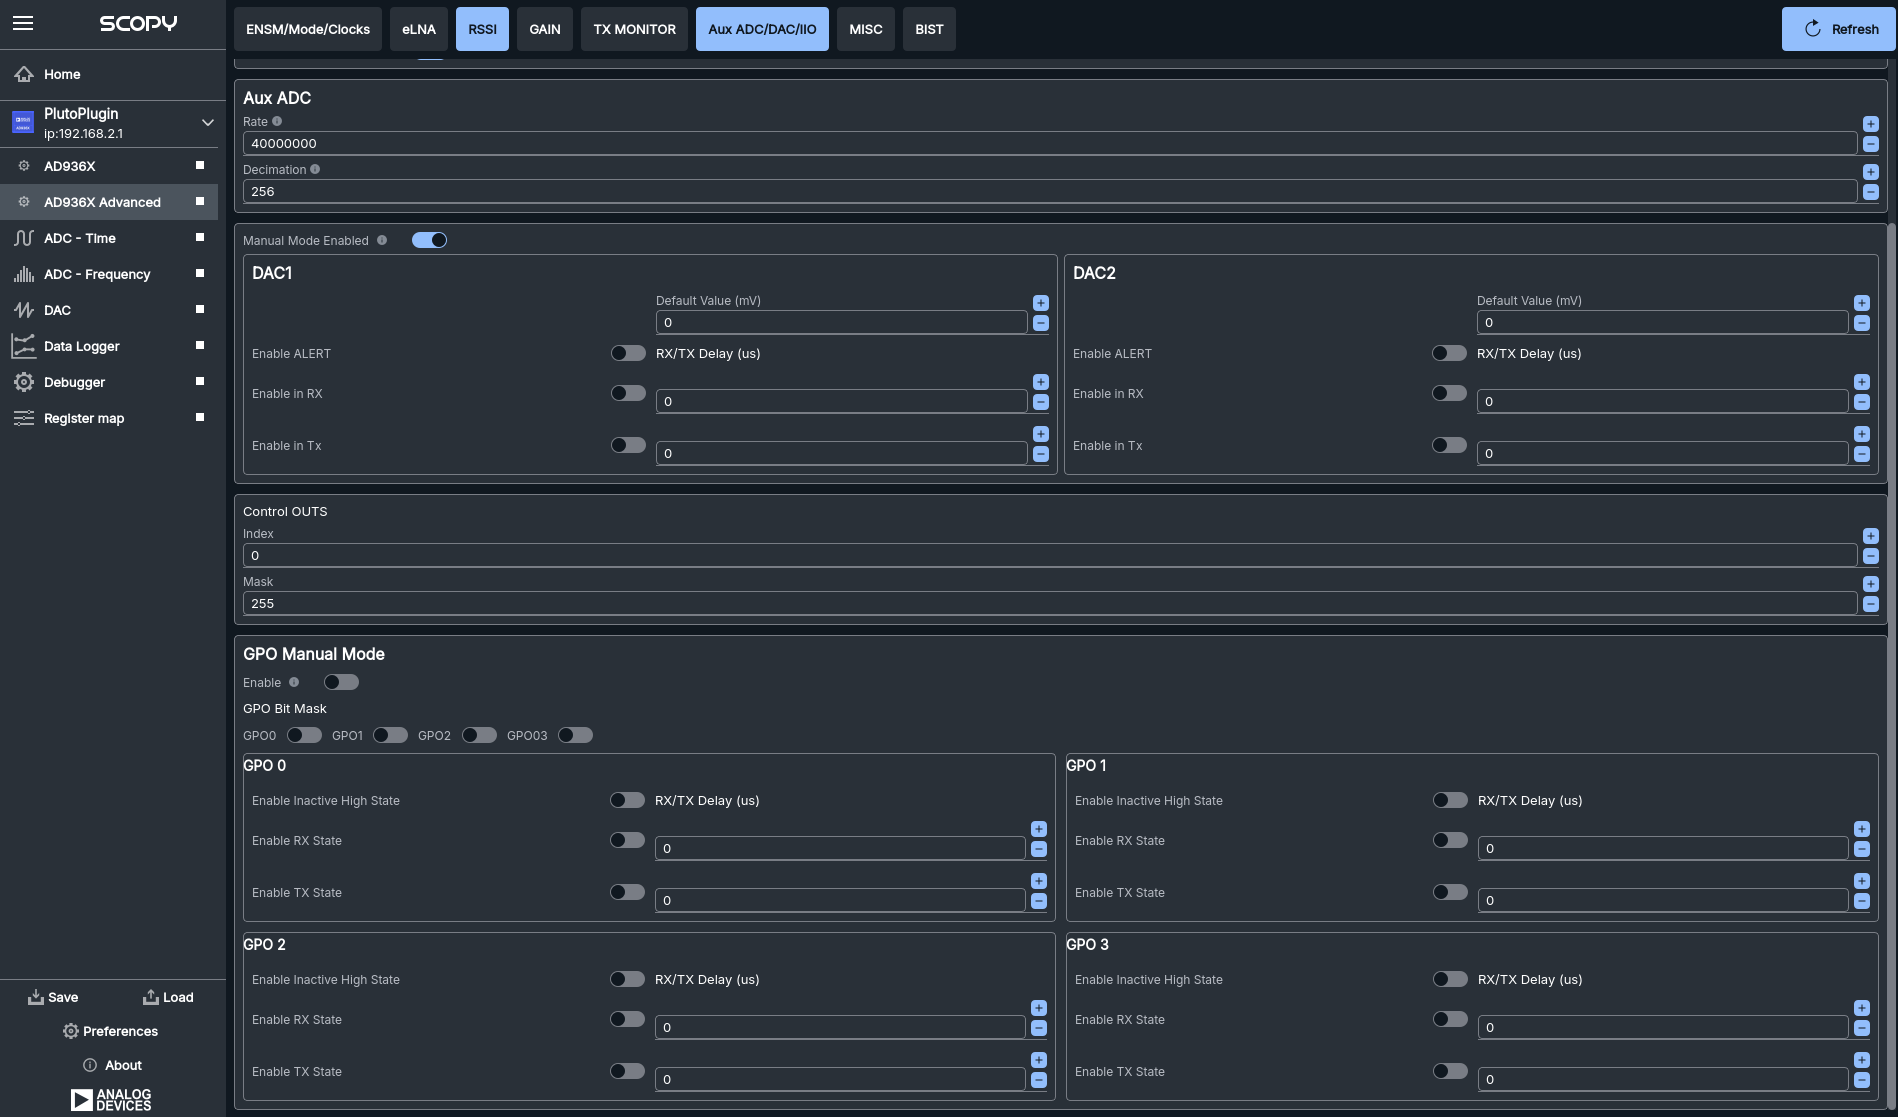 SCOPY
ENSM/Mode/Clocks eLNA RSSI GAIN TX MONITOR Aux ADC/DAC/IIO MISC BIST Refresh
Home
PlutoPlugin
ip:192.168.2.1
AD936X
AD936X Advanced
ADC - Time
ADC - Frequency
DAC
Data Logger
Debugger
Register map
Save Load
Preferences
About
ANALOG
DEVICES
Aux ADC
Rate
40000000
Decimation
256
Manual Mode Enabled
DAC1
Default Value (mV)
0
Enable ALERT RX/TX Delay (us)
Enable in RX 0
Enable in Tx 0
DAC2
Default Value (mV)
0
Enable ALERT RX/TX Delay (us)
Enable in RX 0
Enable in Tx 0
Control OUTS
Index
0
Mask
255
GPO Manual Mode
Enable
GPO Bit Mask
GPO0 GPO1 GPO2 GPO03
GPO 0
Enable Inactive High State RX/TX Delay (us)
Enable RX State 0
Enable TX State 0
GPO 1
Enable Inactive High State RX/TX Delay (us)
Enable RX State 0
Enable TX State 0
GPO 2
Enable Inactive High State RX/TX Delay (us)
Enable RX State 0
Enable TX State 0
GPO 3
Enable Inactive High State RX/TX Delay (us)
Enable RX State 0
Enable TX State 0